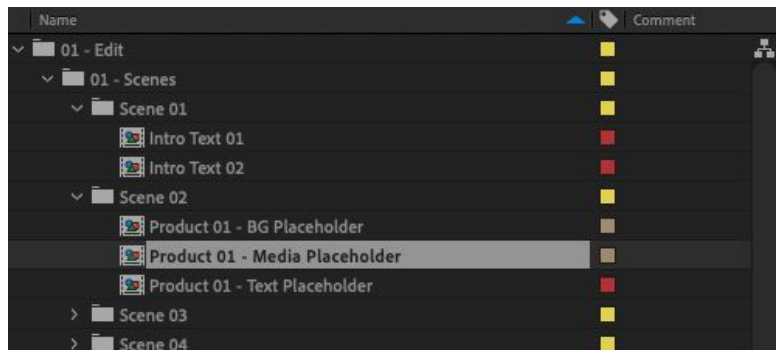 Name Comment
01 - Edit
01 - Scenes
Scene 01
Intro Text 01
Intro Text 02
Scene 02
Product 01 - BG Placeholder
Product 01 - Media Placeholder
Product 01 - Text Placeholder
Scene 03
Scene 04